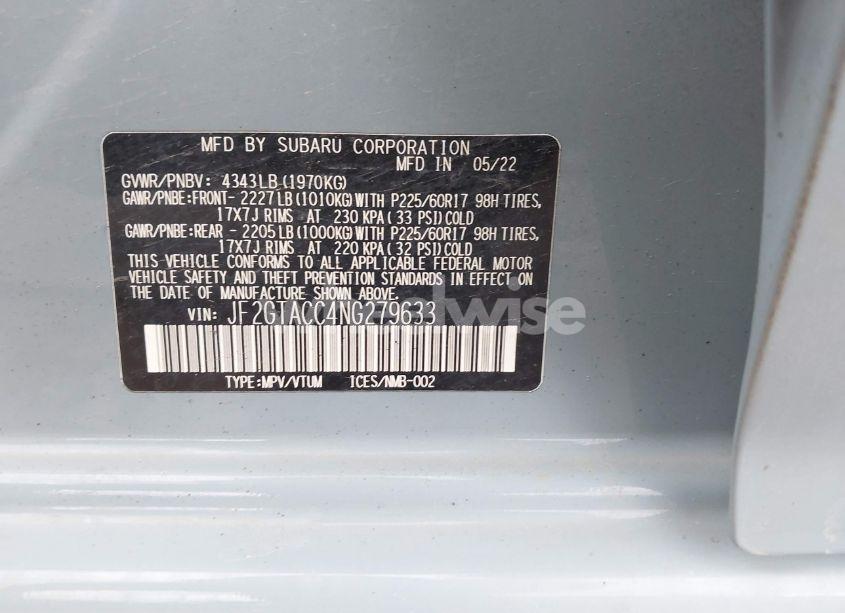 MFD BY SUBARU CORPORATION
MFD IN 05/22
GVWR/PNBV: 4343LB(1970KG)
GAWR/PNBE:FRONT- 2227LB(1010KG)WITH P225/60R17 98H TIRES,
17X7J RIMS AT 230 KPA(33 PSI)COLD
GAWR/PNBE:REAR - 2205LB(1000KG)WITH P225/60R17 98H TIRES,
17X7J RIMS AT 220 KPA(32 PSI)COLD
THIS VEHICLE CONFORMS TO ALL APPLICABLE FEDERAL MOTOR
VEHICLE SAFETY AND THEFT PREVENTION STANDARDS IN EFFECT ON
THE DATE OF MANUFACTURE SHOWN ABOVE.
VIN: JF2GTACC4NG279633
TYPE:MPV/VTUM ICES/NMB-002